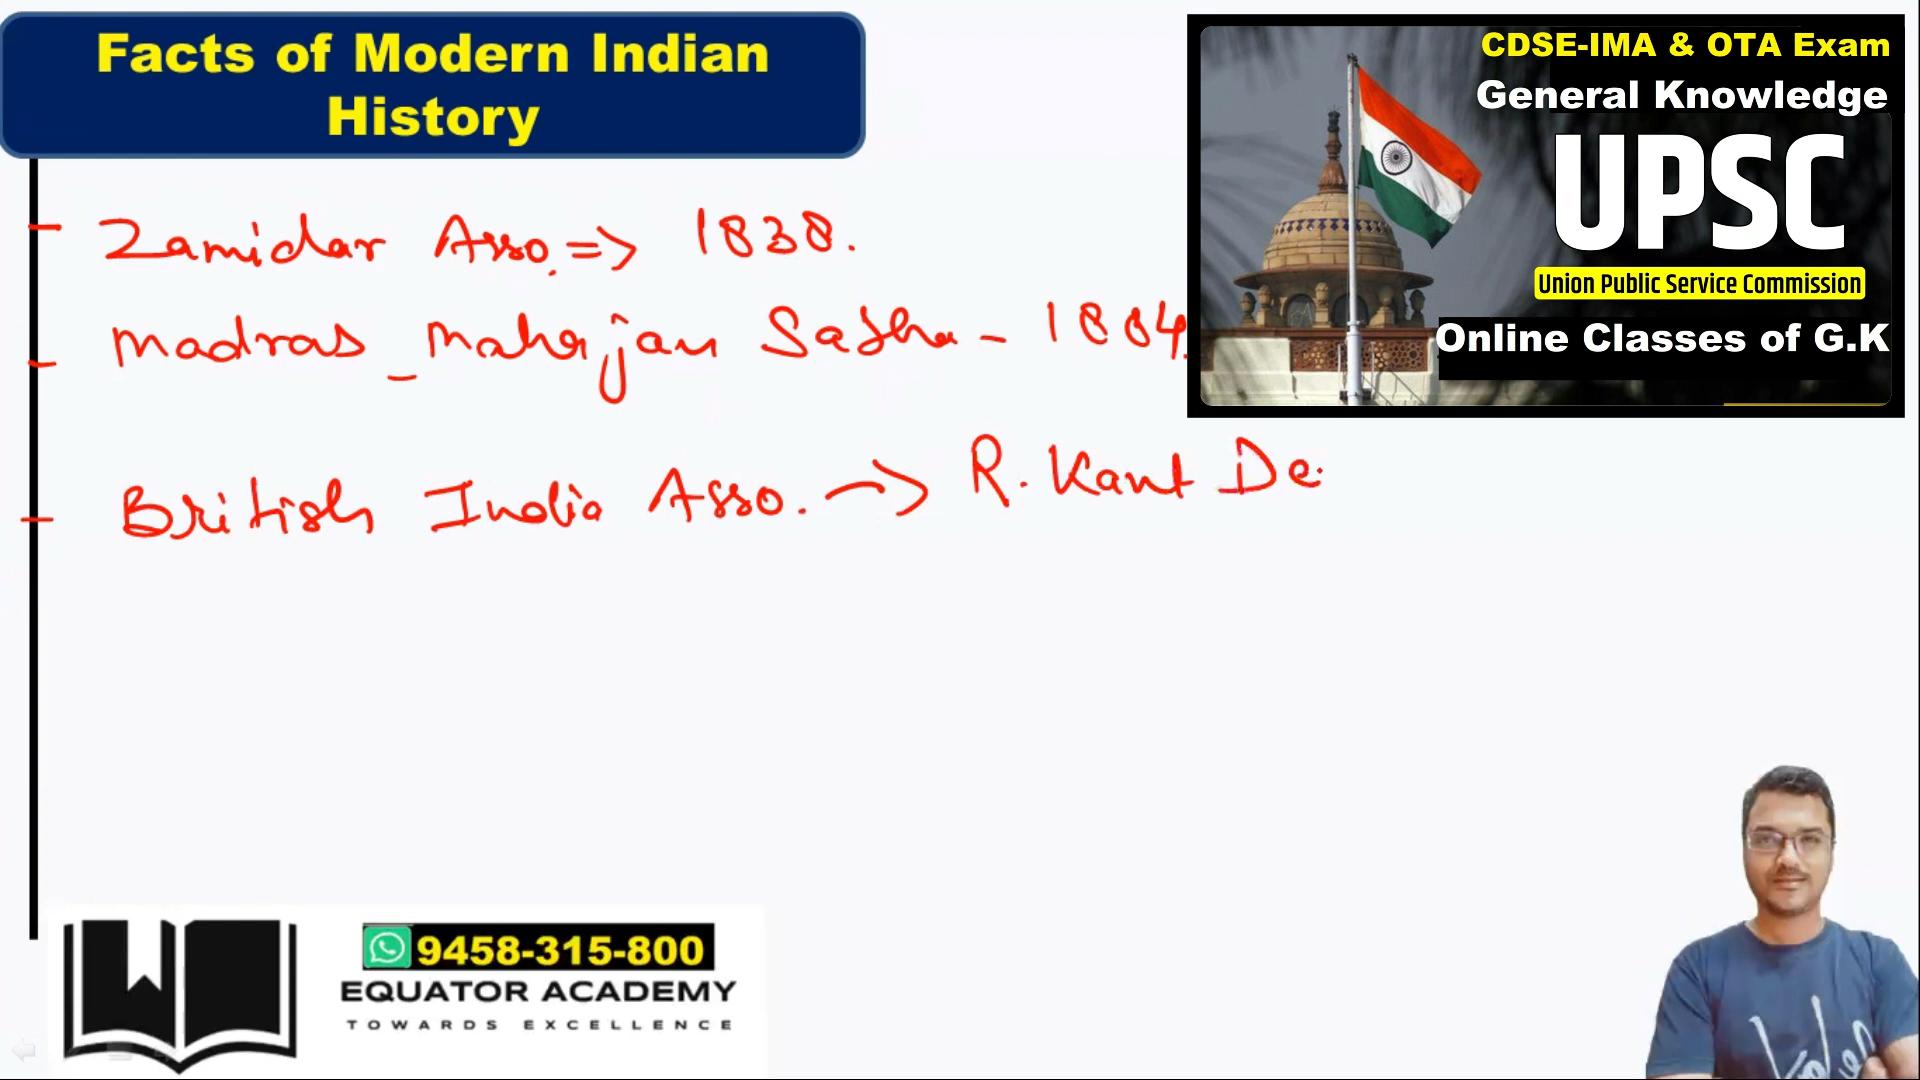 Facts of Modern Indian
History
CDSE-IMA & OTA Exam
General Knowledge
UPSC
Union Public Service Commission
Online Classes of G.K
- Zamidar Asso. => 1838.
- Madras Mahajan Sabha - 1884.
- British India Asso. → R. Kant De
9458-315-800
EQUATOR ACADEMY
TOWARDS EXCELLENCE